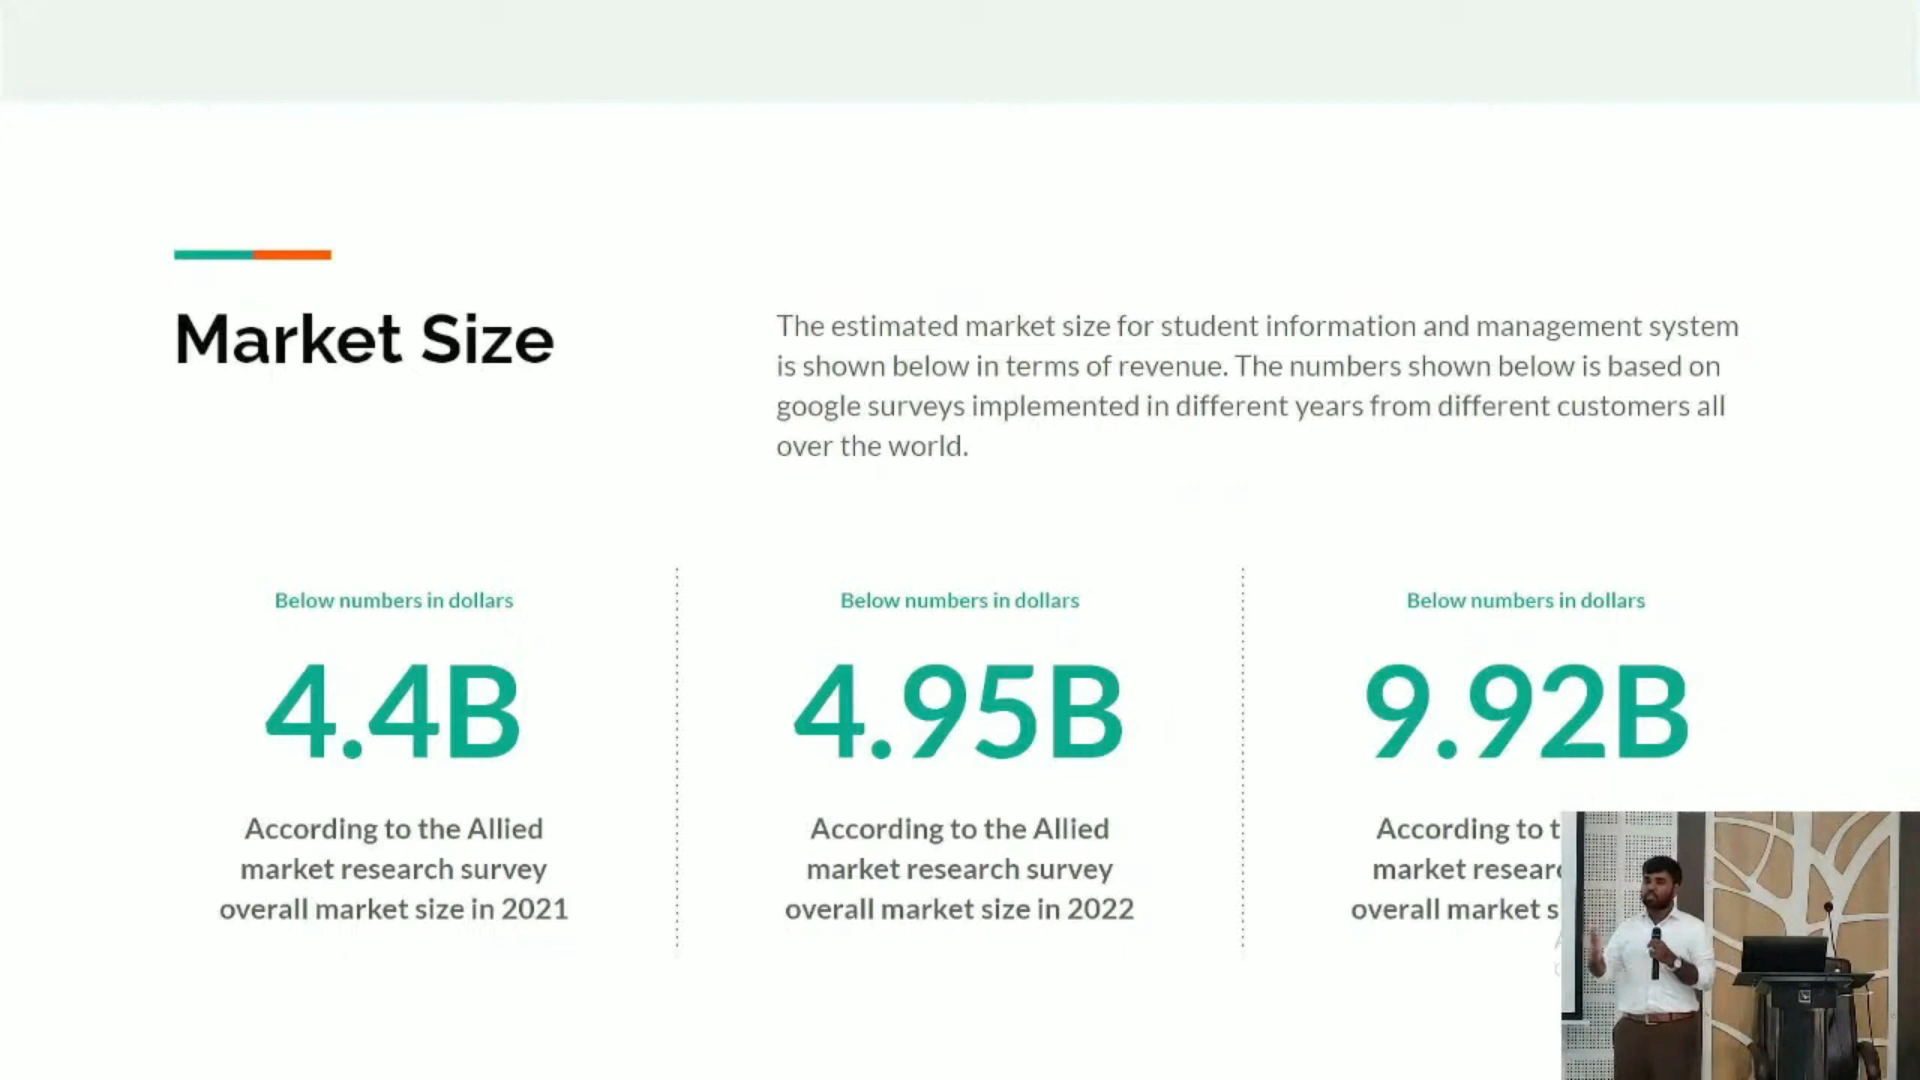 Market Size
The estimated market size for student information and management system
is shown below in terms of revenue. The numbers shown below is based on
google surveys implemented in different years from different customers all
over the world.
Below numbers in dollars
4.4B
According to the Allied
market research survey
overall market size in 2021
Below numbers in dollars
4.95B
According to the Allied
market research survey
overall market size in 2022
Below numbers in dollars
9.92B
According to
market
overall market